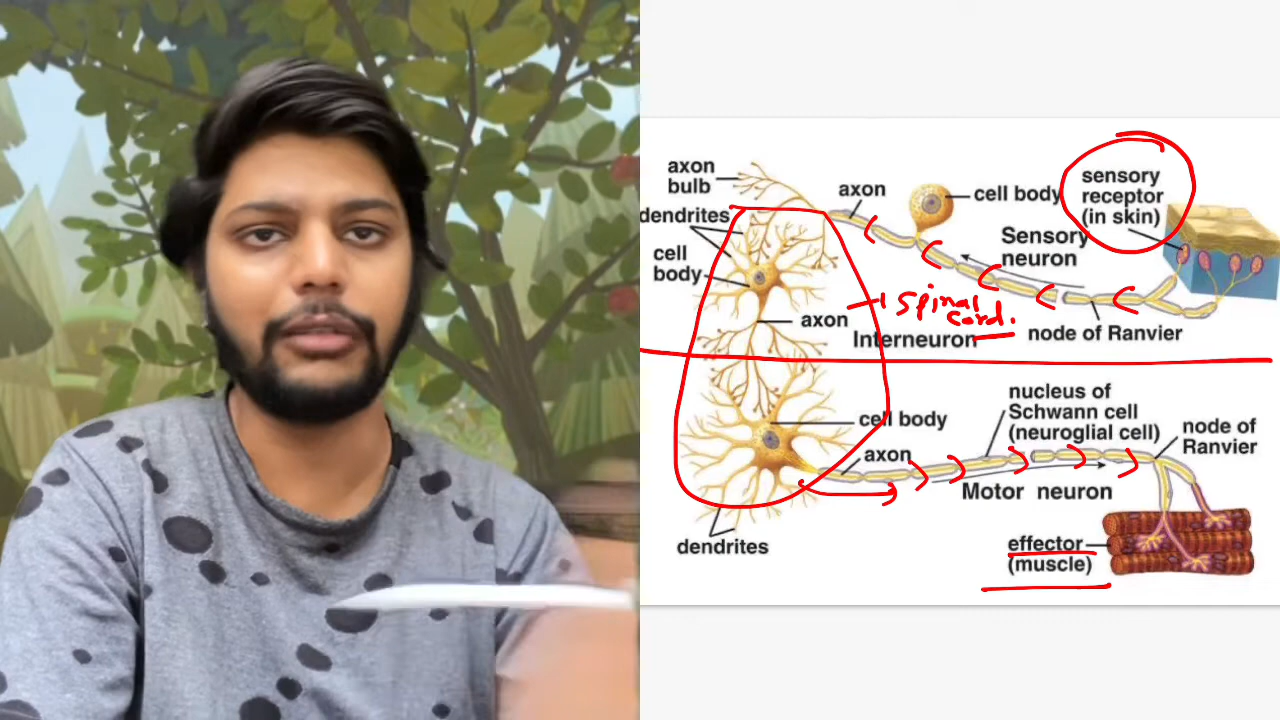 axon
bulb
dendrites
cell
body
axon
cell body
sensory
receptor
(in skin)
Sensory
neuron
axon
Spinal
Cord.
Interneuron
node of Ranvier
nucleus of
Schwann cell
(neuroglial cell)
node of
Ranvier
cell body
axon
Motor neuron
dendrites
effector
(muscle)